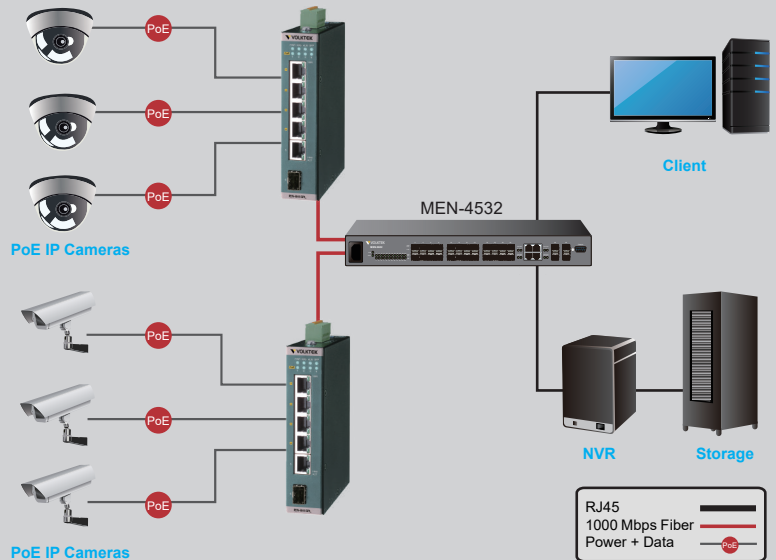 PoE
PoE
PoE
PoE IP Cameras
VOLKTEK
MEN-4532
VOLKTEK
Client
PoE
PoE
PoE
PoE IP Cameras
VOLKTEK
NVR
Storage
RJ45
1000 Mbps Fiber
Power + Data
PoE